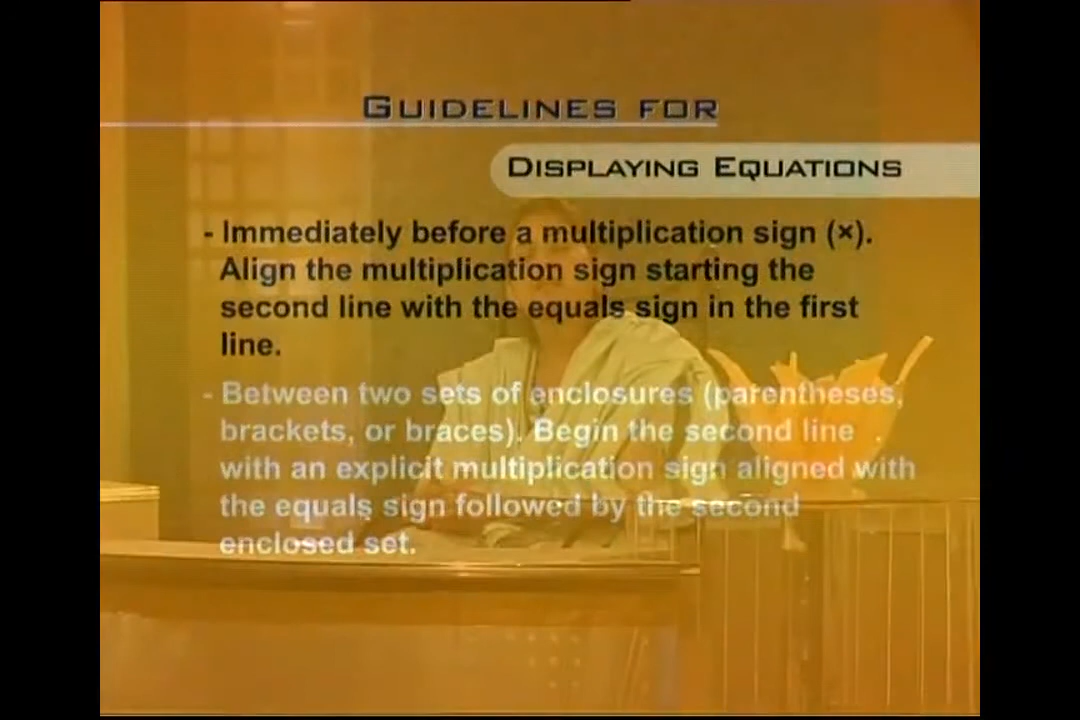 GUIDELINES FOR
DISPLAYING EQUATIONS
- Immediately before a multiplication sign (×).
Align the multiplication sign starting the
second line with the equals sign in the first
line.
- Between two sets of enclosures (parentheses,
brackets, or braces). Begin the second line
with an explicit multiplication sign aligned with
the equals sign followed by the second
enclosed set.